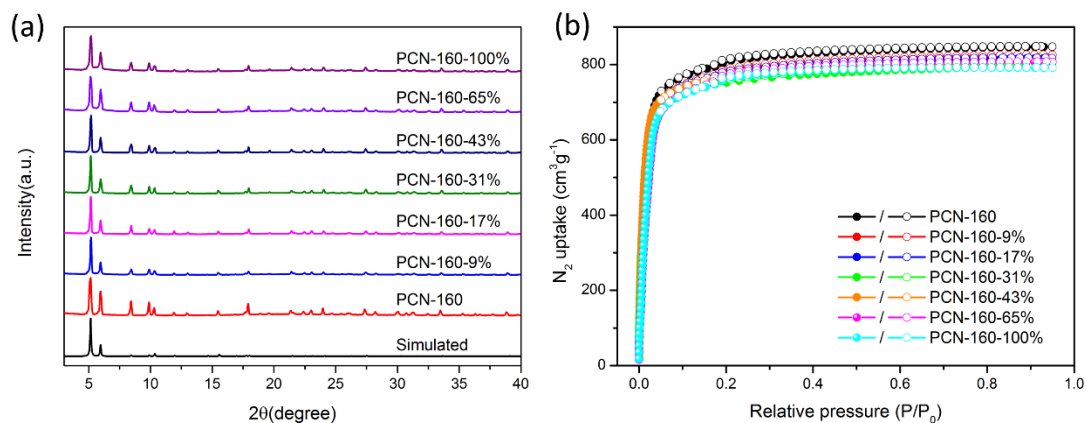 (a)
PCN-160-100%
PCN-160-65%
PCN-160-43%
PCN-160-31%
PCN-160-17%
PCN-160-9%
PCN-160
Simulated
Intensity(a.u.)
5 10 15 20 25 30 35 40
2θ(degree)
(b)
800
600
400
200
0
N₂ uptake (cm³g⁻¹)
/ PCN-160
/ PCN-160-9%
/ PCN-160-17%
/ PCN-160-31%
/ PCN-160-43%
/ PCN-160-65%
/ PCN-160-100%
0.0 0.2 0.4 0.6 0.8 1.0
Relative pressure (P/P₀)